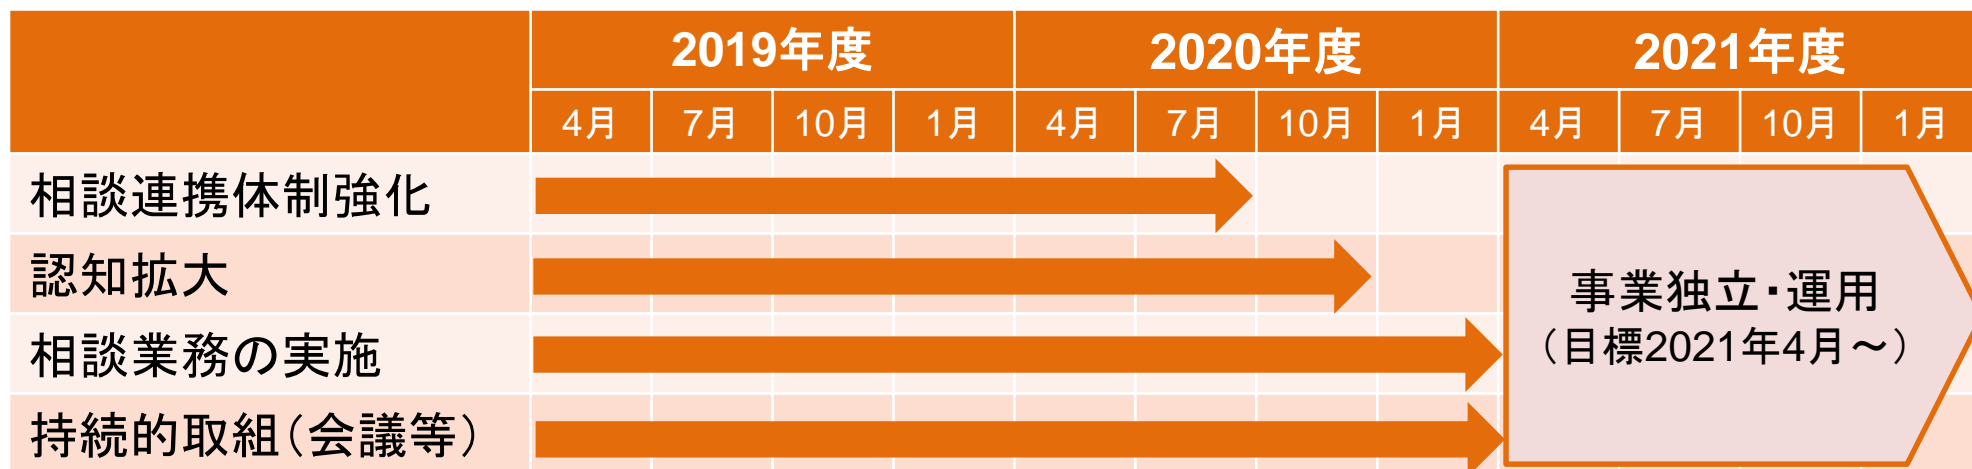 2019年度 2020年度 2021年度
4月 7月 10月 1月 4月 7月 10月 1月 4月 7月 10月 1月
相談連携体制強化
認知拡大
相談業務の実施
持続的取組（会議等）
事業独立・運用
（目標2021年4月～）